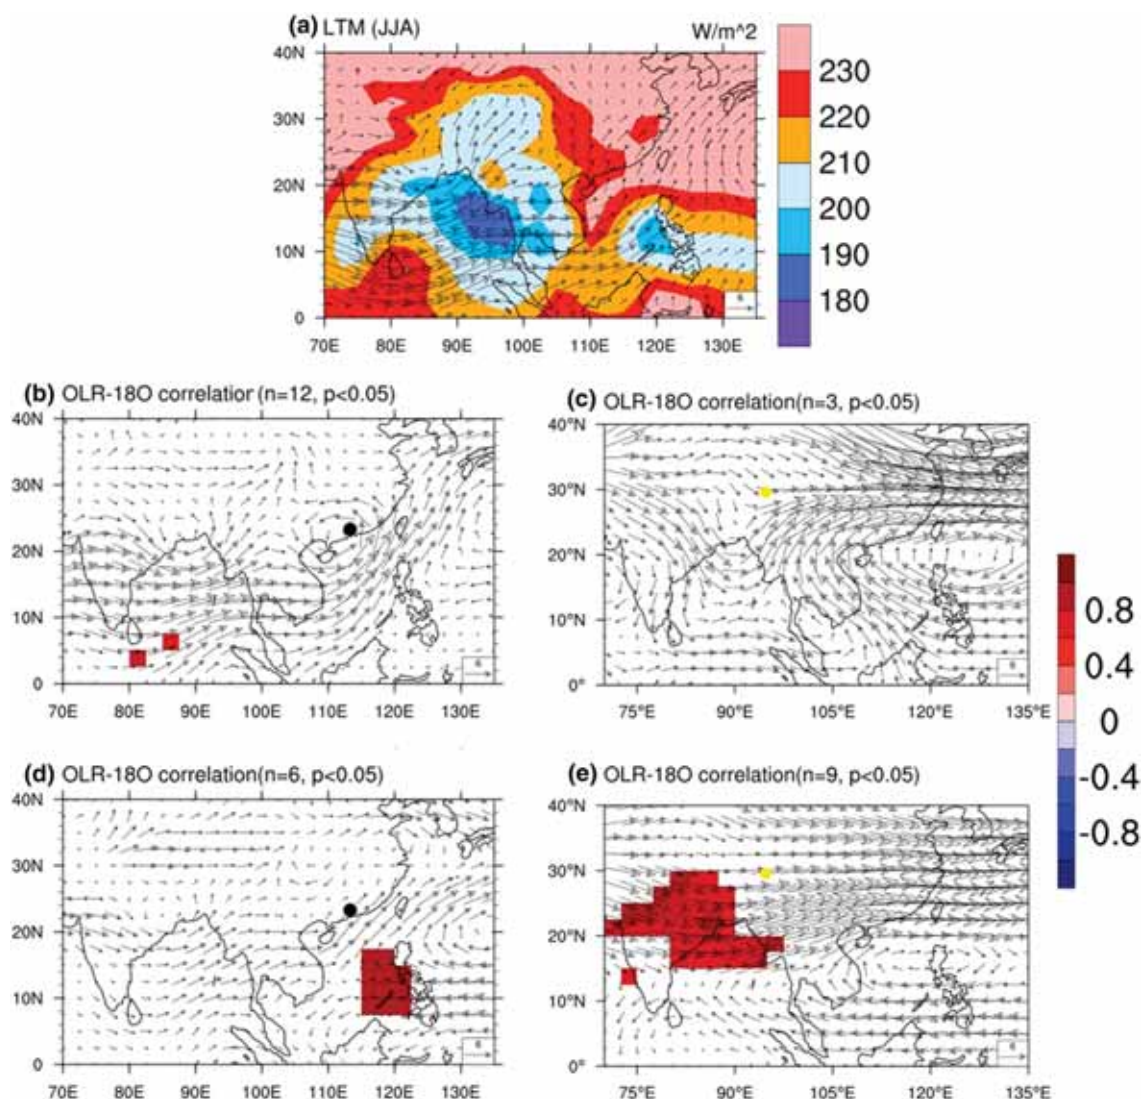 (a) LTM (JJA) W/m^2
40N
30N
20N
10N
0
70E 80E 90E 100E 110E 120E 130E
6
230
220
210
200
190
180
(b) OLR-18O correlatior (n=12, p<0.05)
40N
30N
20N
10N
0
70E 80E 90E 100E 110E 120E 130E
6
(c) OLR-18O correlation(n=3, p<0.05)
40°N
30°N
20°N
10°N
0°
75°E 90°E 105°E 120°E 135°E
6
(d) OLR-18O correlation(n=6, p<0.05)
40N
30N
20N
10N
0
70E 80E 90E 100E 110E 120E 130E
6
(e) OLR-18O correlation(n=9, p<0.05)
40°N
30°N
20°N
10°N
0°
75°E 90°E 105°E 120°E 135°E
6
0.8
0.4
0
-0.4
-0.8